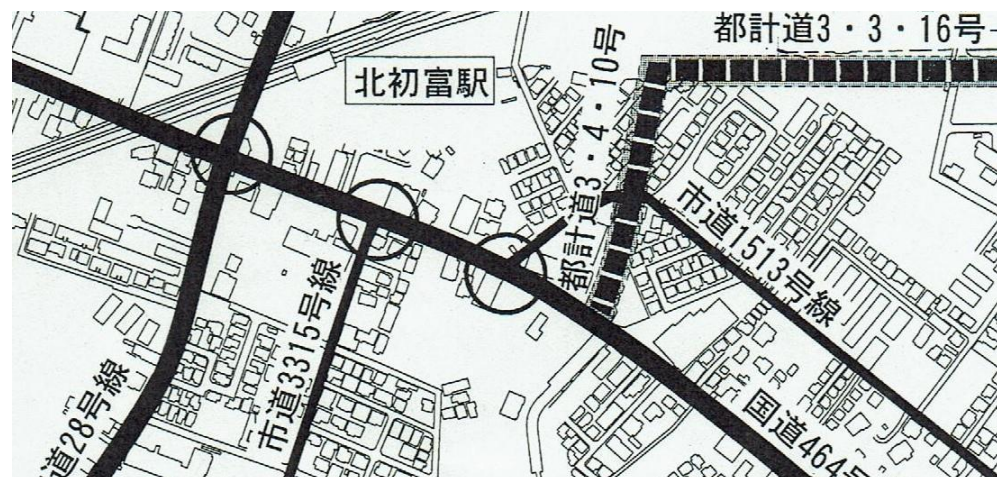 都計道3・3・16号
北初富駅
都計道3・4・10号
市道1513号線
市道3315号線
道28号線
国道464号